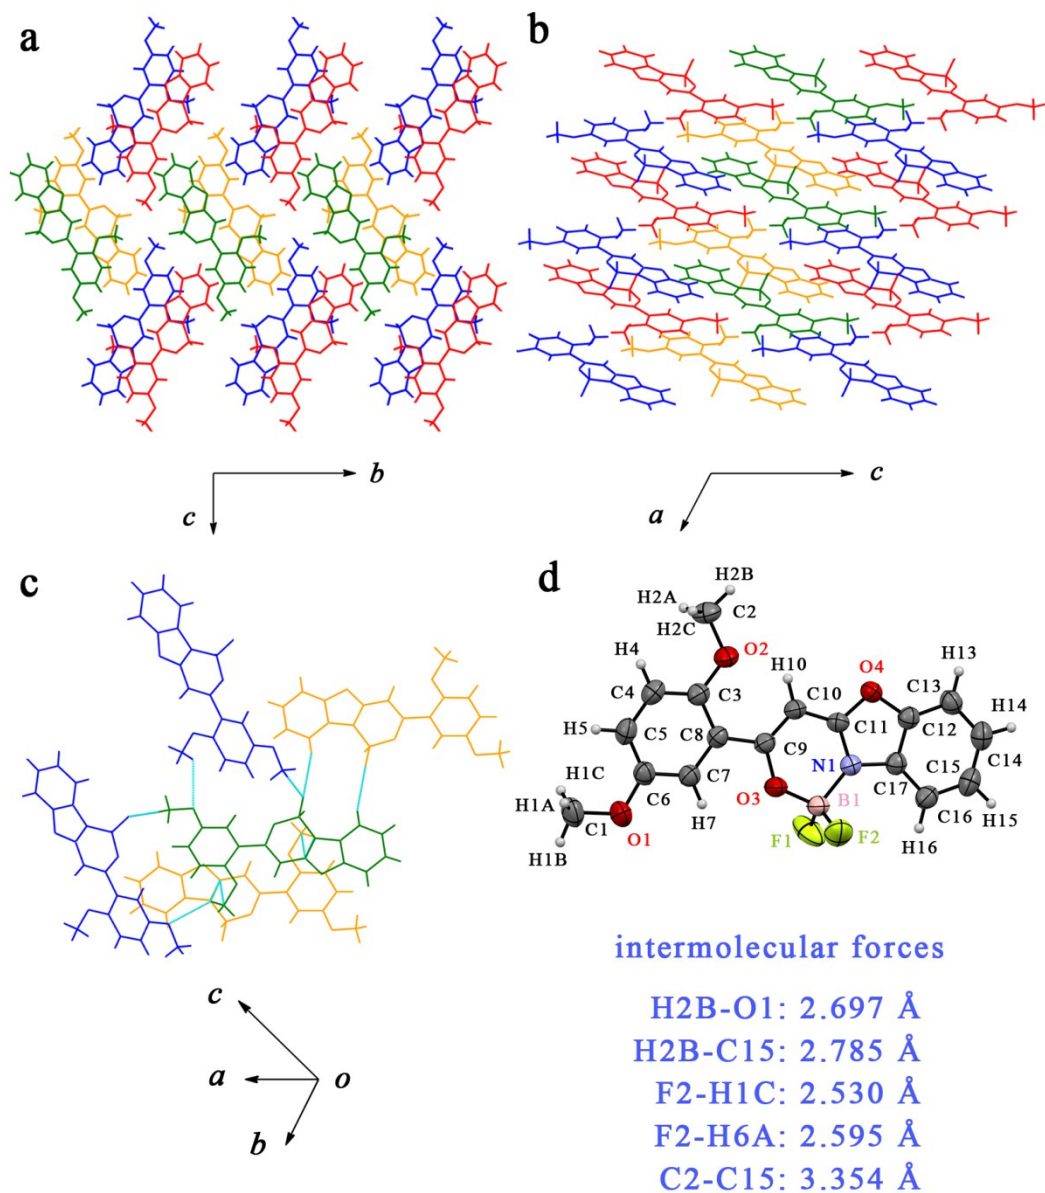 a
b
b
c
c
a
c
d
H2B
H2A
C2
H2C
O2
H4
H10
O4
H13
C4
C3
C10
C13
H14
H5
C5
C8
C9
C11
C12
H1C
C7
N1
C15
C14
H1A
C6
O3
C17
C1
O1
H7
B1
C16
H15
H1B
F1
F2
H16
c
a
o
b
intermolecular forces
H2B-O1: 2.697 Å
H2B-C15: 2.785 Å
F2-H1C: 2.530 Å
F2-H6A: 2.595 Å
C2-C15: 3.354 Å